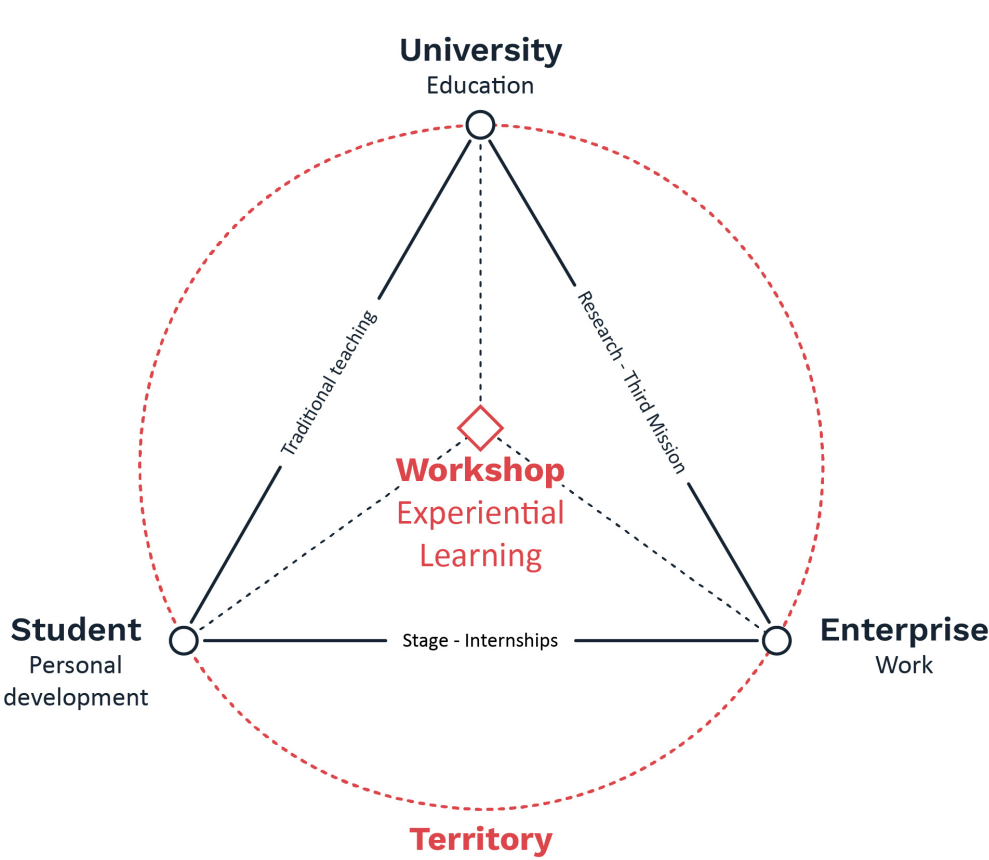 University
Education
Traditional teaching
Research - Third Mission
Workshop
Experiential
Learning
Student
Personal
development
Stage - Internships
Enterprise
Work
Territory